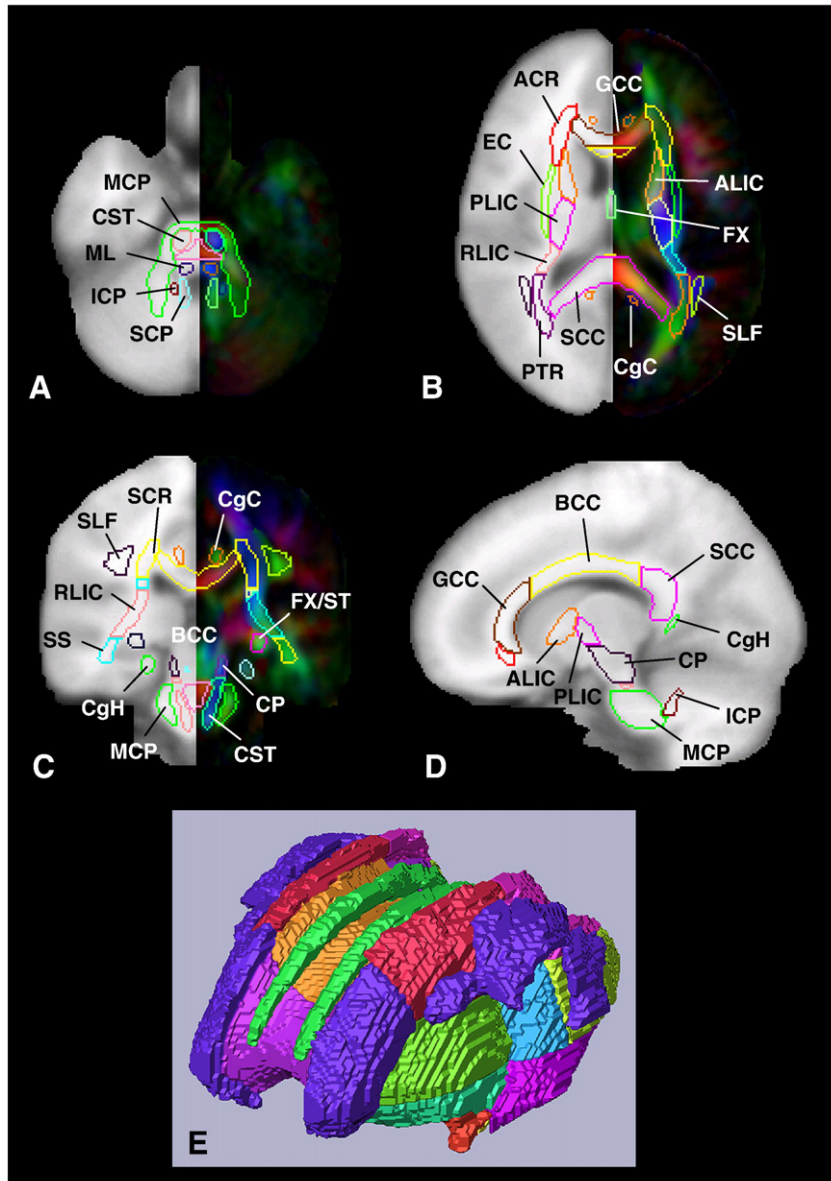 MCP
CST
ML
ICP
SCP
A
ACR
GCC
EC
PLIC
ALIC
FX
RLIC
SCC
SLF
PTR
CgC
B
SCR
CgC
SLF
RLIC
FX/ST
SS
BCC
CgH
CP
MCP
CST
C
BCC
SCC
GCC
CgH
CP
ALIC
PLIC
ICP
MCP
D
E